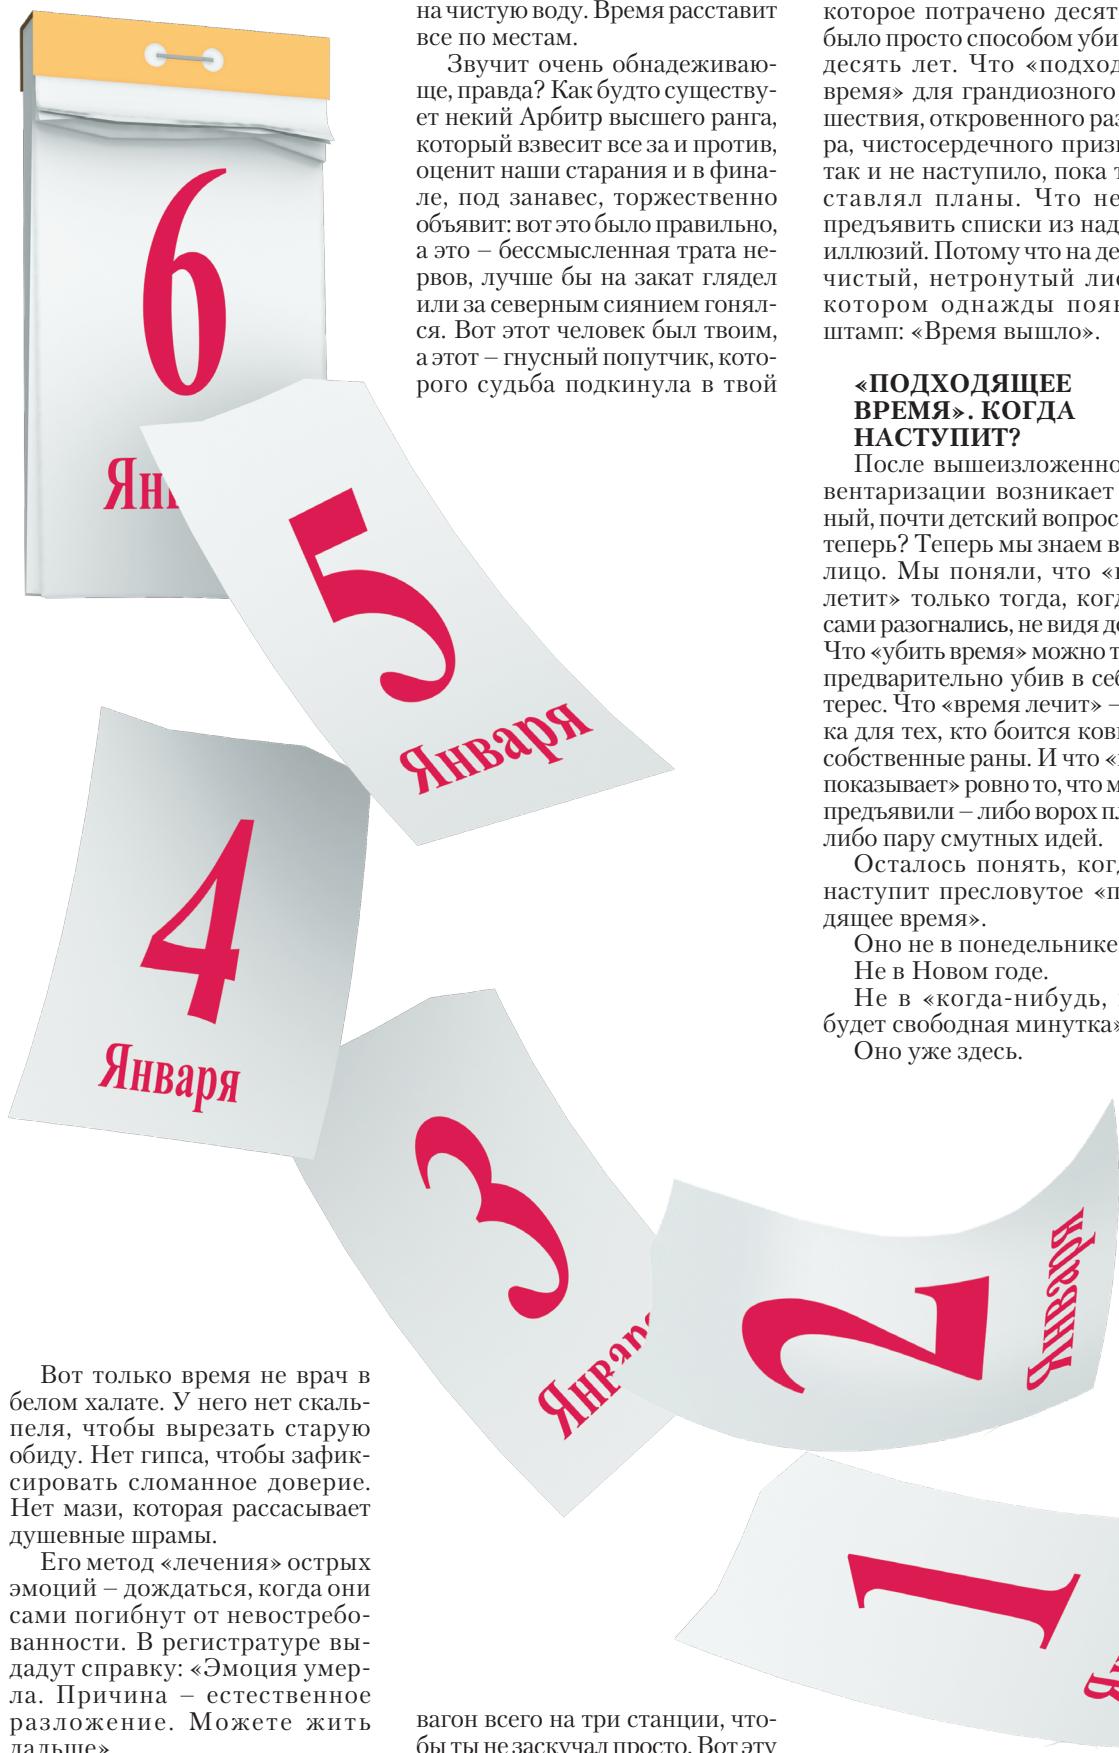 6
Янв
5
Января
4
Января
3
Января
2
Января
1
Вот только время не врач в
белом халате. У него нет скаль-
пеля, чтобы вырезать старую
обиду. Нет гипса, чтобы зафик-
сировать сломанное доверие.
Нет мази, которая рассасывает
душевные шрамы.
Его метод «лечения» острых
эмоций – дождаться, когда они
сами погибнут от невостребо-
ванности. В регистратуре вы-
дадут справку: «Эмоция умер-
ла. Причина – естественное
разложение. Можете жить
дальше»
на чистую воду. Время расставит
все по местам.
Звучит очень обнадеживаю-
ще, правда? Как будто существу-
ет некий Арбитр высшего ранга,
который взвесит все за и против,
оценит наши старания и в фина-
ле, под занавес, торжественно
объявит: вот это было правильно,
а это – бессмысленная трата не-
рвов, лучше бы на закат глядел
или за северным сиянием гонял-
ся. Вот этот человек был твоим,
а этот – гнусный попутчик, кото-
рого судьба подкинула в твой
вагон всего на три станции, что-
бы ты не заскучал просто. Вот эту
которое потрачено десят
было просто способом уби
десять лет. Что «подход
время» для грандиозного
шествия, откровенного раз
ра, чистосердечного призн
так и не наступило, пока т
ставлял планы. Что не
предъявить списки из над
иллюзий. Потому что на де
чистый, нетронутый лис
котором однажды появ
штамп: «Время вышло».
«ПОДХОДЯЩЕЕ
ВРЕМЯ». КОГДА
НАСТУПИТ?
После вышеизложенно
вентаризации возникает
ный, почти детский вопрос
теперь? Теперь мы знаем в
лицо. Мы поняли, что «
летит» только тогда, когд
сами разогнались, не видя до
Что «убить время» можно т
предварительно убив в себ
терес. Что «время лечит» –
ка для тех, кто боится ков
собственные раны. И что «
показывает» ровно то, что м
предъявили – либо ворох пл
либо пару смутных идей.
Осталось понять, когд
наступит пресловутое «п
дящее время».
Оно не в понедельнике
Не в Новом годе.
Не в «когда-нибудь,
будет свободная минутка»
Оно уже здесь.